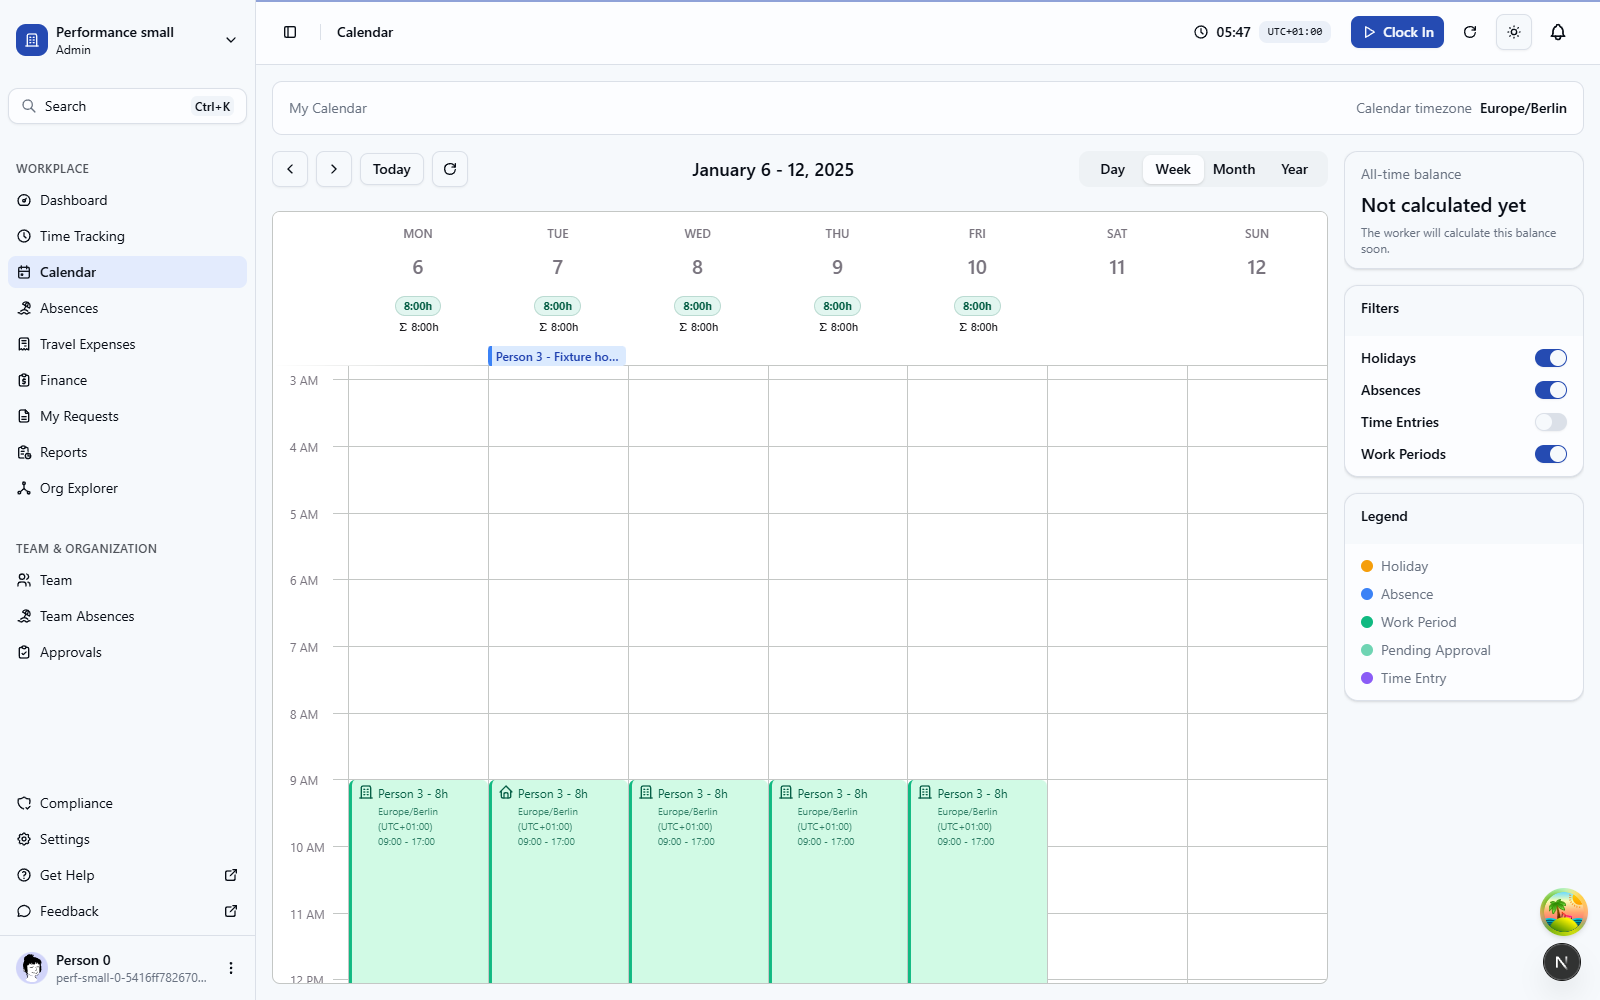 Performance small
Admin
Search
Ctrl+K
WORKPLACE
Dashboard
Time Tracking
Calendar
Absences
Travel Expenses
Finance
My Requests
Reports
Org Explorer
TEAM & ORGANIZATION
Team
Team Absences
Approvals
Compliance
Settings
Get Help
Feedback
Person 0
perf-small-0-5416ff782670...
Calendar
05:47
UTC+01:00
Clock In
My Calendar
Calendar timezone Europe/Berlin
Today
January 6 - 12, 2025
Day
Week
Month
Year
MON
TUE
WED
THU
FRI
SAT
SUN
6
7
8
9
10
11
12
8:00h
8:00h
8:00h
8:00h
8:00h
Σ 8:00h
Σ 8:00h
Σ 8:00h
Σ 8:00h
Σ 8:00h
Person 3 - Fixture ho...
3 AM
4 AM
5 AM
6 AM
7 AM
8 AM
9 AM
10 AM
11 AM
12 PM
Person 3 - 8h
Europe/Berlin
(UTC+01:00)
09:00 - 17:00
Person 3 - 8h
Europe/Berlin
(UTC+01:00)
09:00 - 17:00
Person 3 - 8h
Europe/Berlin
(UTC+01:00)
09:00 - 17:00
Person 3 - 8h
Europe/Berlin
(UTC+01:00)
09:00 - 17:00
Person 3 - 8h
Europe/Berlin
(UTC+01:00)
09:00 - 17:00
All-time balance
Not calculated yet
The worker will calculate this balance
soon.
Filters
Holidays
Absences
Time Entries
Work Periods
Legend
Holiday
Absence
Work Period
Pending Approval
Time Entry
N